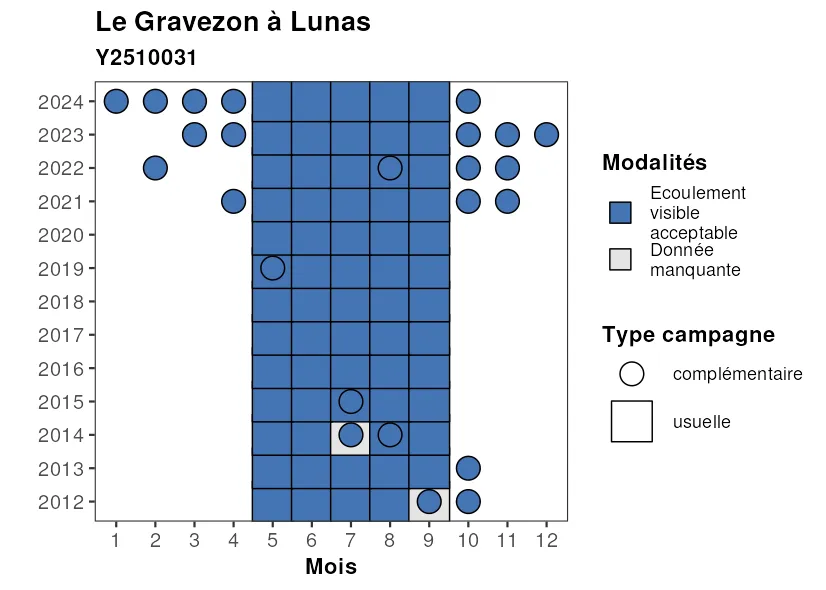 Le Gravezon à Lunas
Y2510031
2024
2023
2022
2021
2020
2019
2018
2017
2016
2015
2014
2013
2012
1 2 3 4 5 6 7 8 9 10 11 12
Mois
Modalités
Ecoulement
visible
acceptable
Donnée
manquante
Type campagne
complémentaire
usuelle